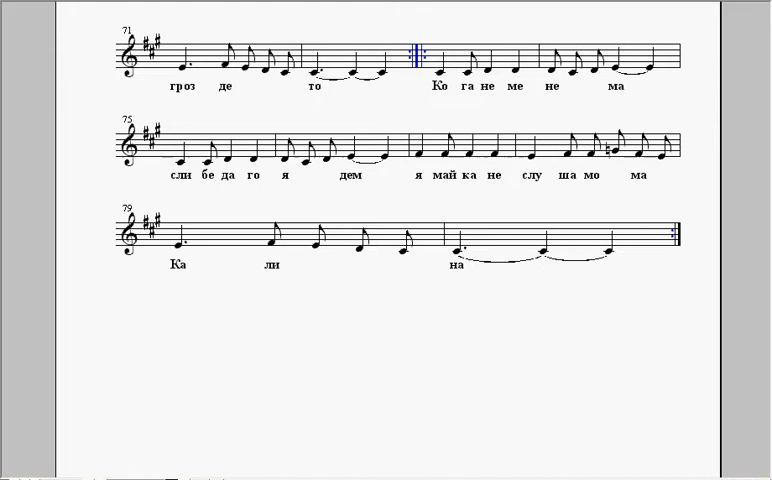 71
гроз де то Ко га не ме не ма
75
сли бе да го я дем я май ка не слу ша мо ма
79
Ка ли на